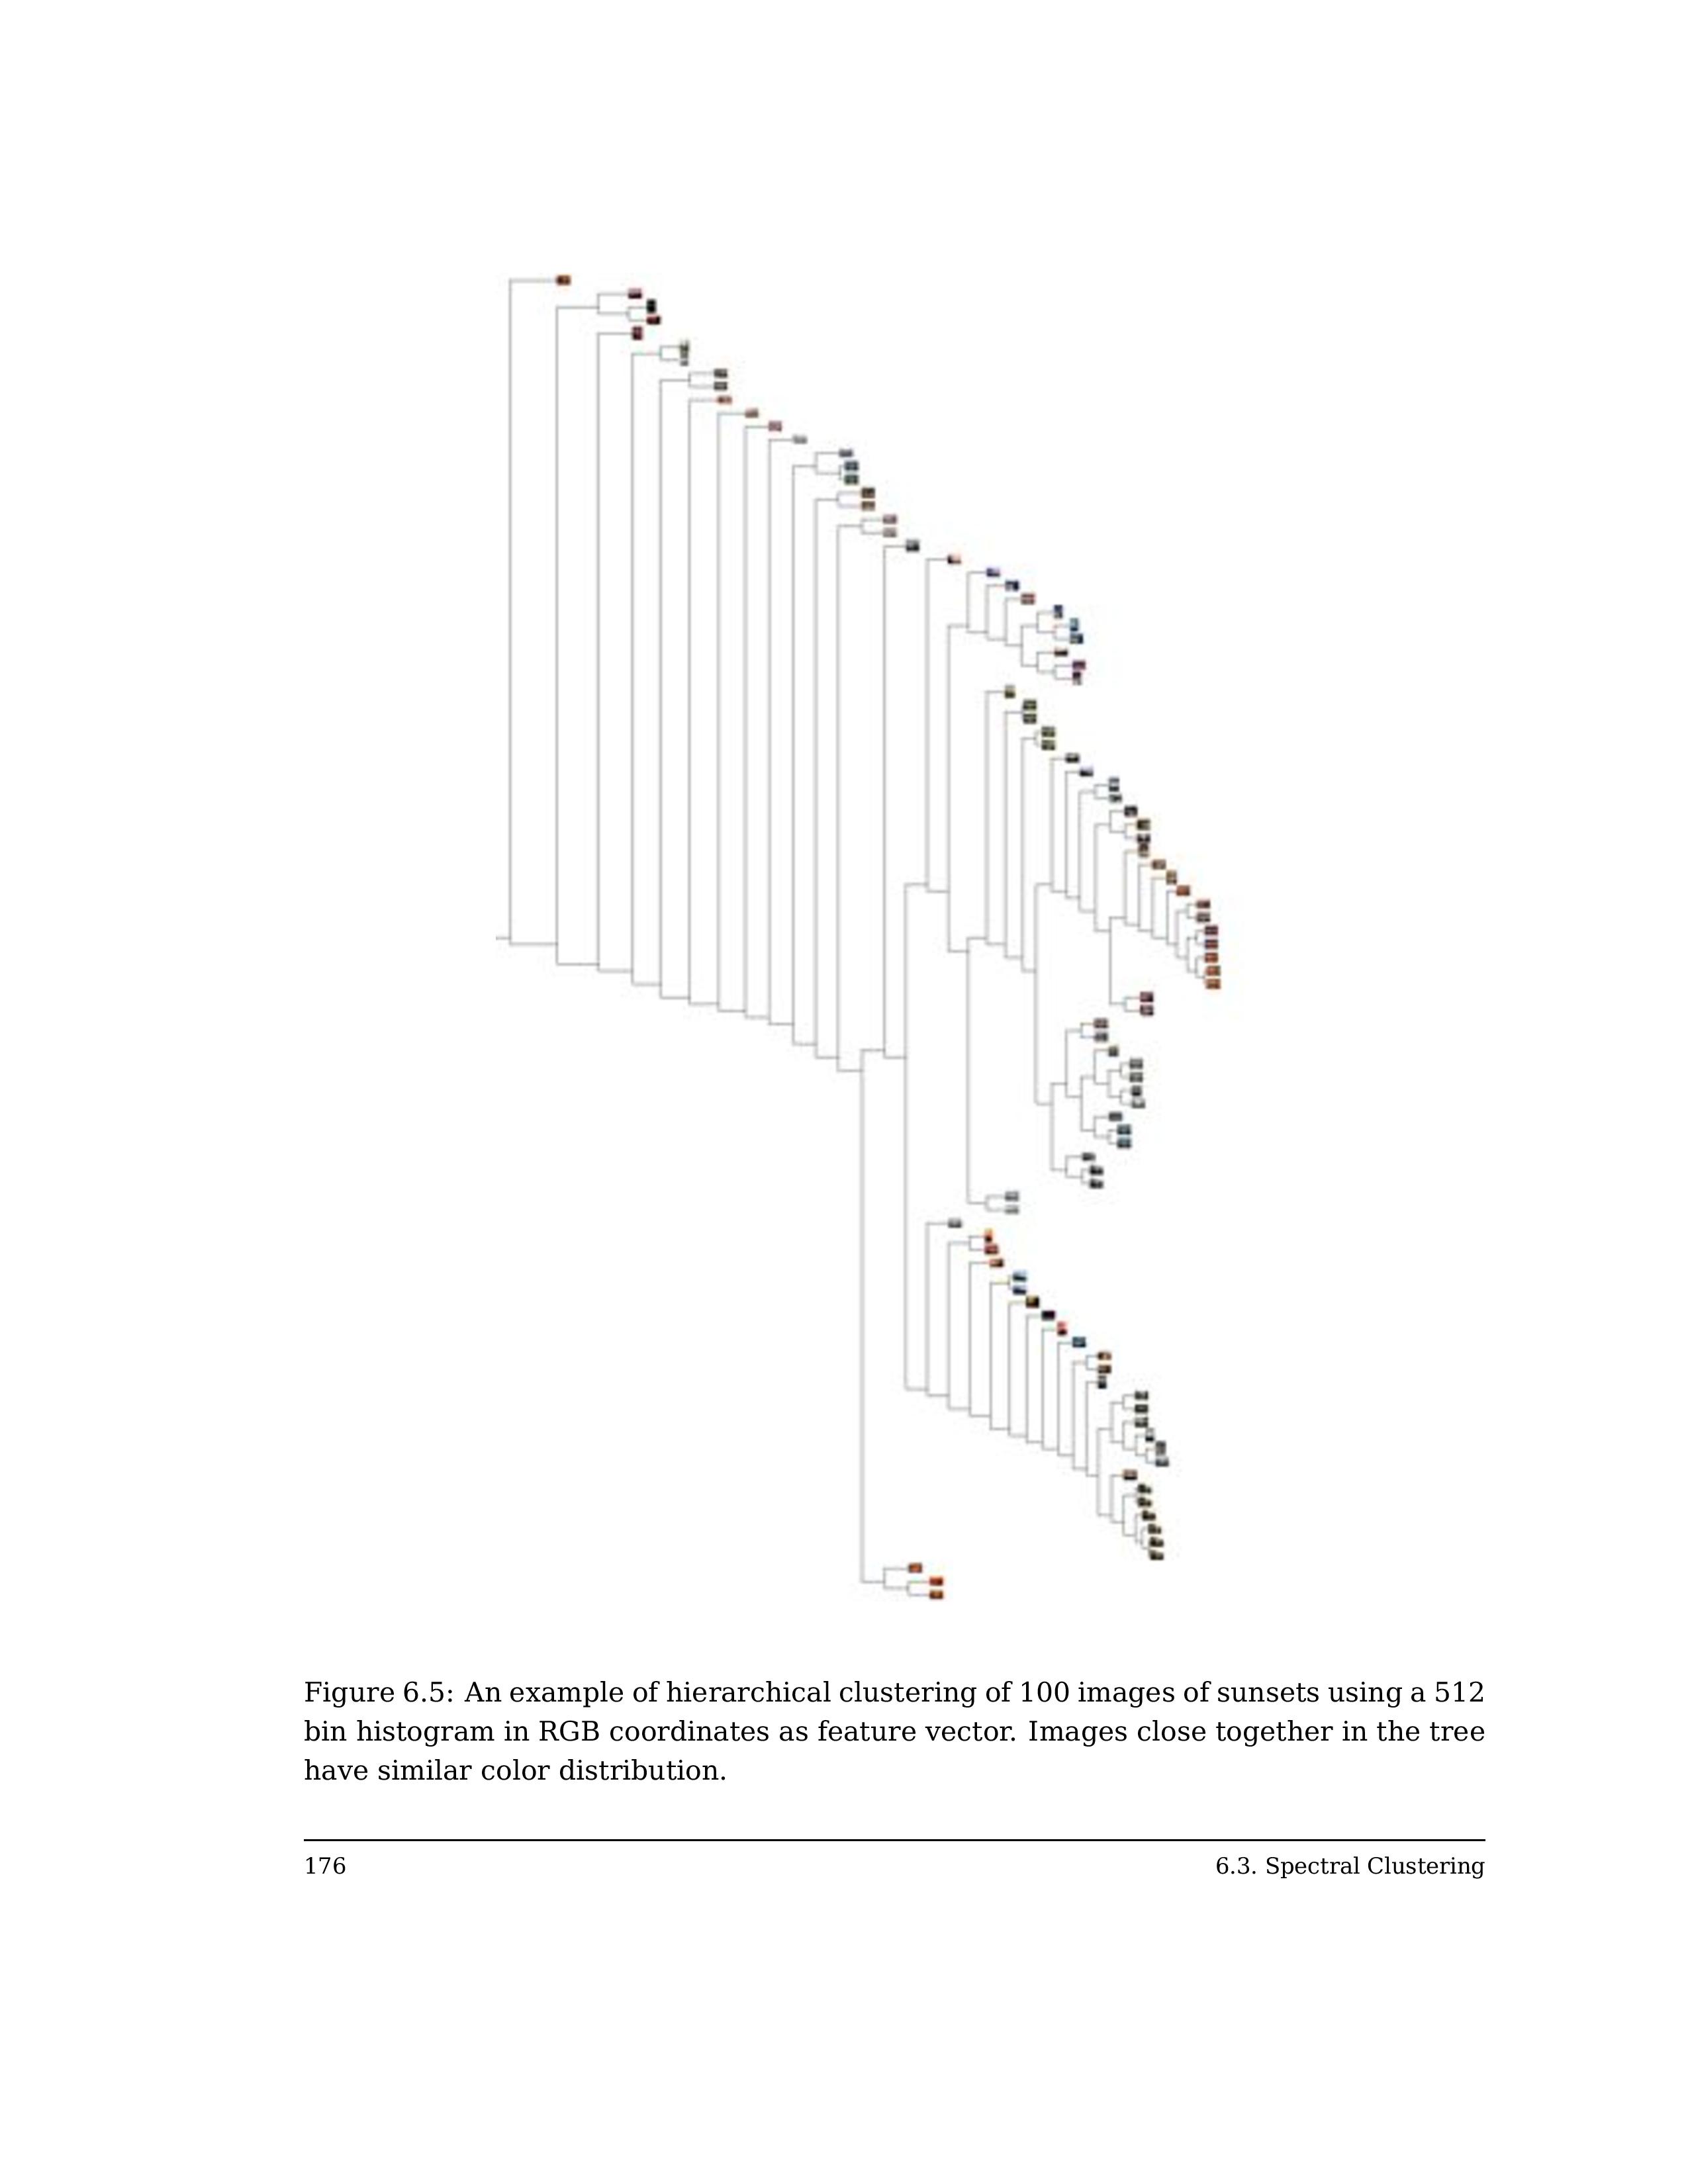 Figure 6.5: An example of hierarchical clustering of 100 images of sunsets using a 512
bin histogram in RGB coordinates as feature vector. Images close together in the tree
have similar color distribution.
176
6.3. Spectral Clustering